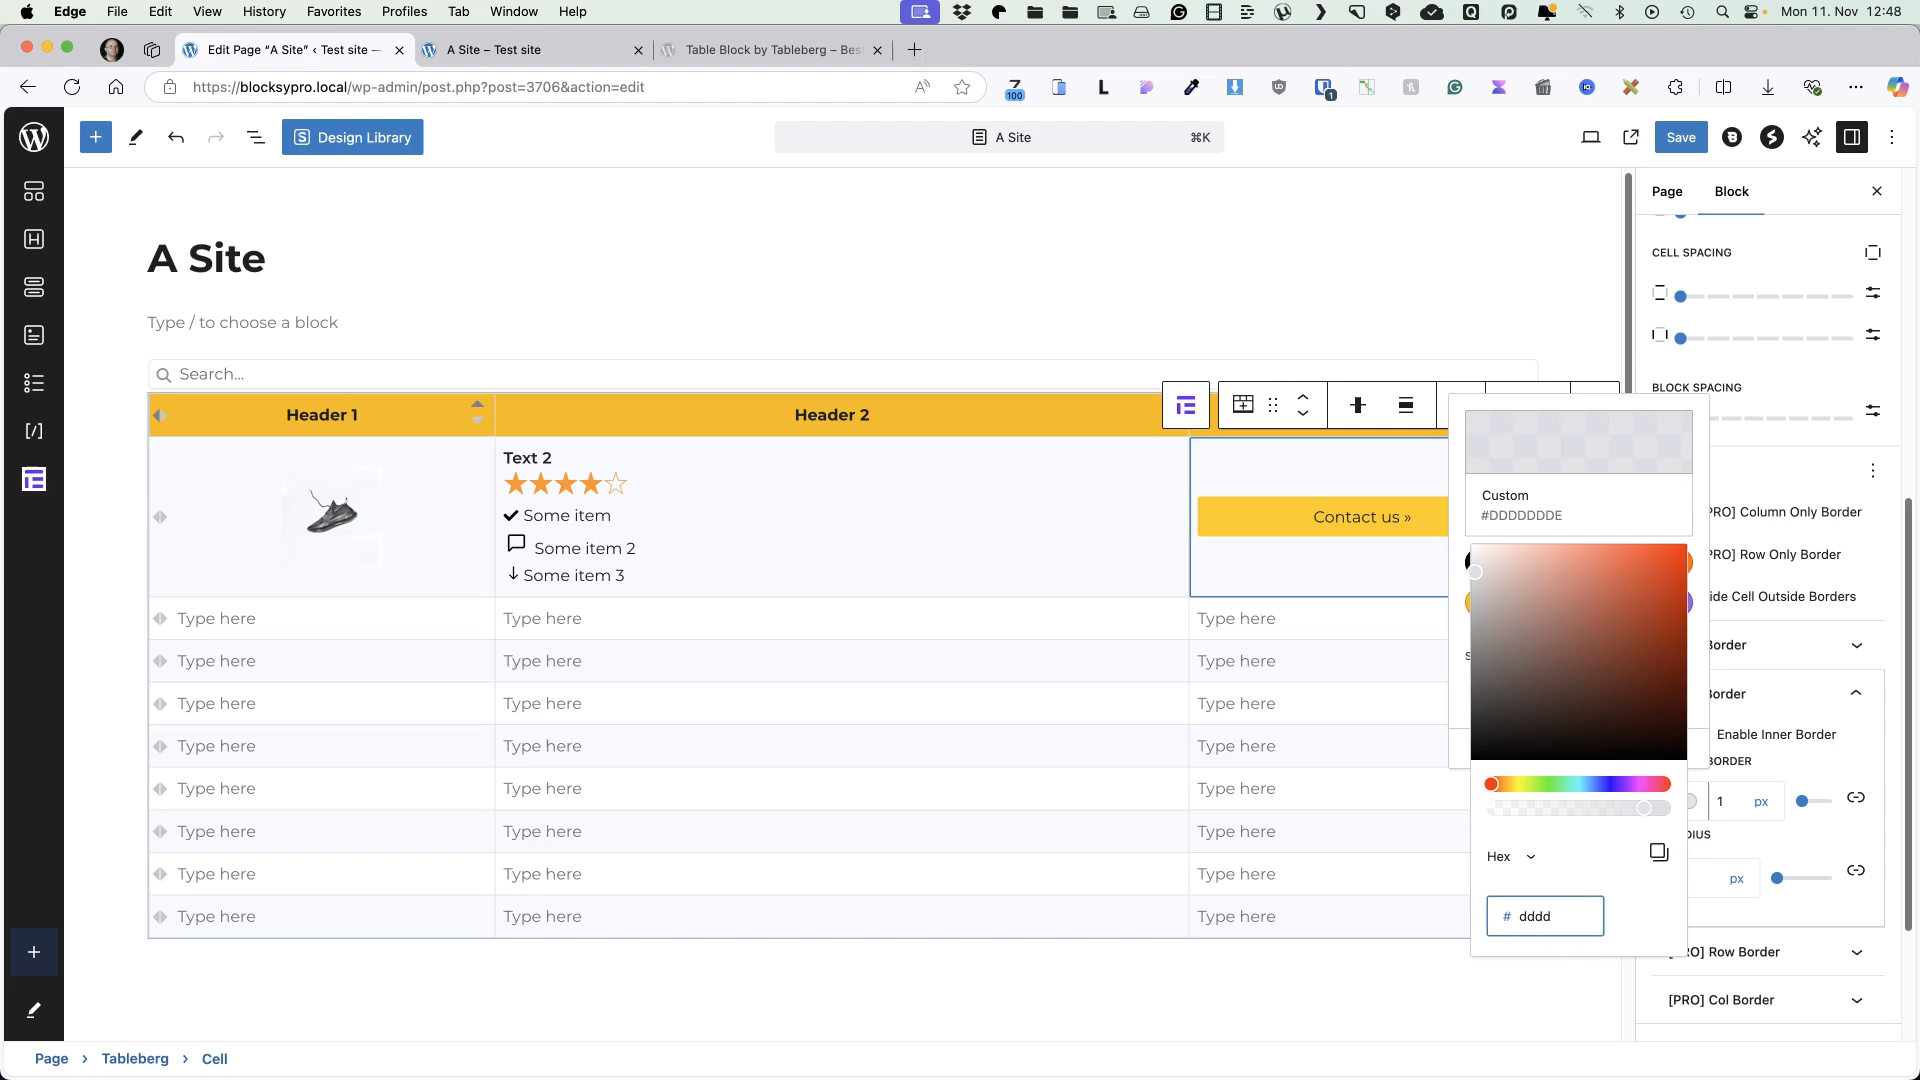 Edge File Edit View History Favorites Profiles Tab Window Help
Mon 11. Nov 12:48
Edit Page “A Site” ‹ Test site —
A Site – Test site
Table Block by Tableberg – Bes
https://blocksypro.local/wp-admin/post.php?post=3706&action=edit
100
1
Design Library
A Site
⌘K
Save
Page
Block
A Site
Type / to choose a block
Search...
Header 1
Header 2
Text 2
Some item
Some item 2
Some item 3
Contact us »
Type here Type here Type here
Type here Type here Type here
Type here Type here Type here
Type here Type here Type here
Type here Type here Type here
Type here Type here Type here
Type here Type here Type here
Type here Type here Type here
CELL SPACING
BLOCK SPACING
PRO] Column Only Border
PRO] Row Only Border
ide Cell Outside Borders
Border
Border
Enable Inner Border
BORDER
1 px
DIUS
px
RO] Row Border
[PRO] Col Border
Custom
#DDDDDDDE
Hex
# dddd
Page › Tableberg › Cell